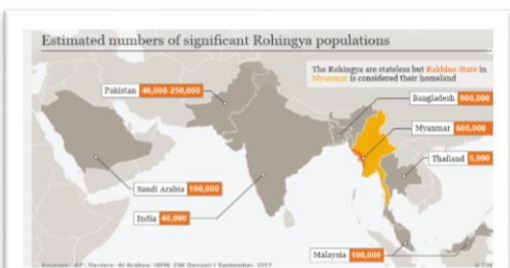 Estimated numbers of significant Rohingya populations
The Rohingya are stateless but Rakhine State in
Myanmar is considered their homeland
Pakistan 40,000-250,000
Bangladesh 900,000
Myanmar 600,000
Thailand 5,000
Saudi Arabia 190,000
India 40,000
Malaysia 100,000
Sources: AP, Reuters, Al Arabiya, HRW, DW Bengali | September, 2017
© DW